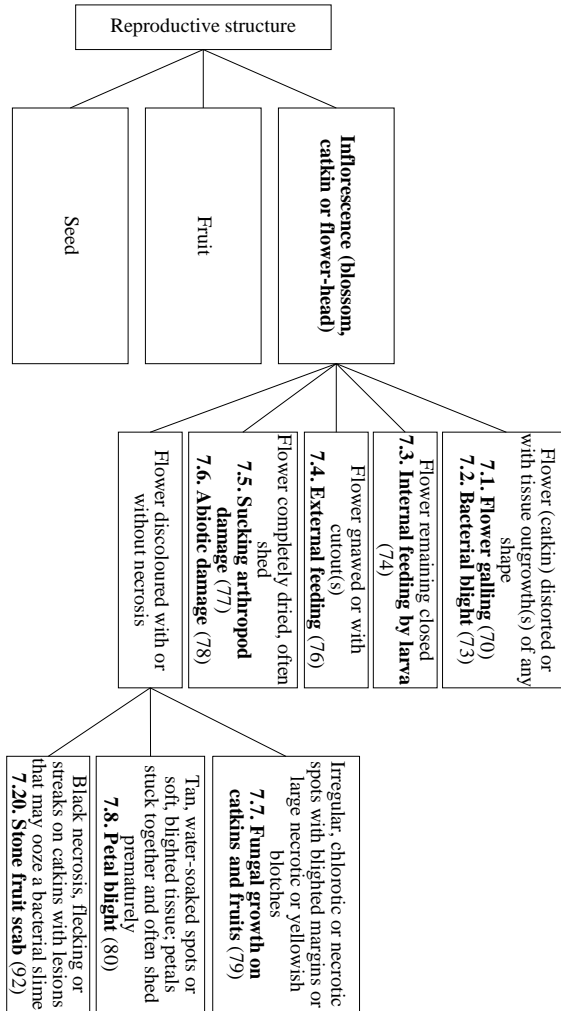 Reproductive structure
Inflorescence (blossom,
catkin or flower-head)
Fruit
Seed
Flower (catkin) distorted or
with tissue outgrowth(s) of any
shape
7.1. Flower galling (70)
7.2. Bacterial blight (73)
Flower remaining closed
7.3. Internal feeding by larva
(74)
Flower gnawed or with
cutout(s)
7.4. External feeding (76)
Flower completely dried, often
shed
7.5. Sucking arthropod
damage (77)
7.6. Abiotic damage (78)
Flower discoloured with or
without necrosis
Irregular, chlorotic or necrotic
spots with blighted margins or
large necrotic or yellowish
blotches
7.7. Fungal growth on
catkins and fruits (79)
Tan, water-soaked spots or
soft, blighted tissue; petals
stuck together and often shed
prematurely
7.8. Petal blight (80)
Black necrosis, flecking or
streaks on catkins with lesions
that may ooze a bacterial slime
7.20. Stone fruit scab (92)